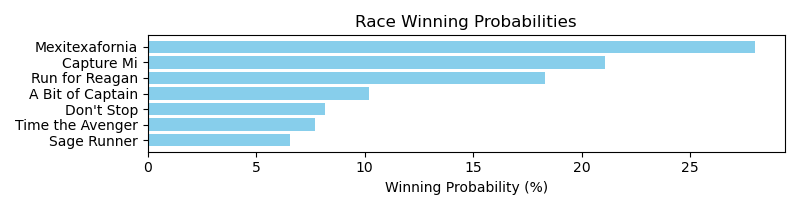 Race Winning Probabilities
Mexitexafornia
Capture Mi
Run for Reagan
A Bit of Captain
Don't Stop
Time the Avenger
Sage Runner
0 5 10 15 20 25
Winning Probability (%)